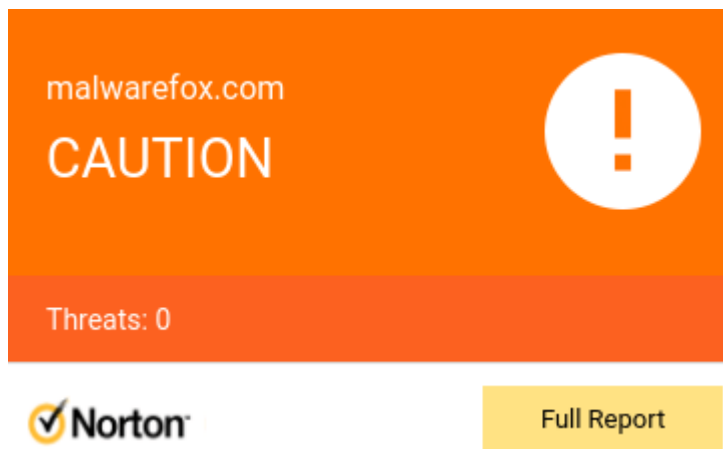 malwarefox.com
CAUTION
!
Threats: 0
Norton
Full Report